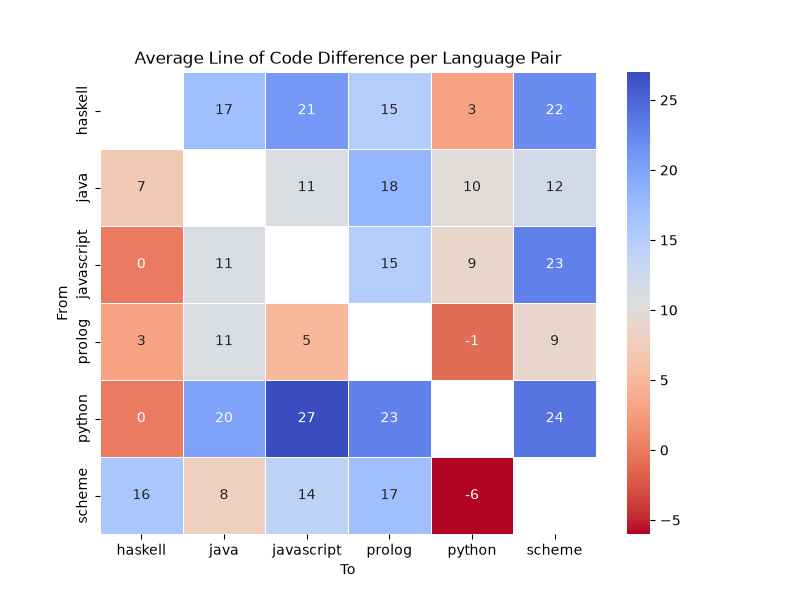 Average Line of Code Difference per Language Pair
haskell 17 21 15 3 22
java 7 11 18 10 12
javascript 0 11 15 9 23
prolog 3 11 5 -1 9
python 0 20 27 23 24
scheme 16 8 14 17 -6
From
haskell java javascript prolog python scheme
To
25
20
15
10
5
0
−5